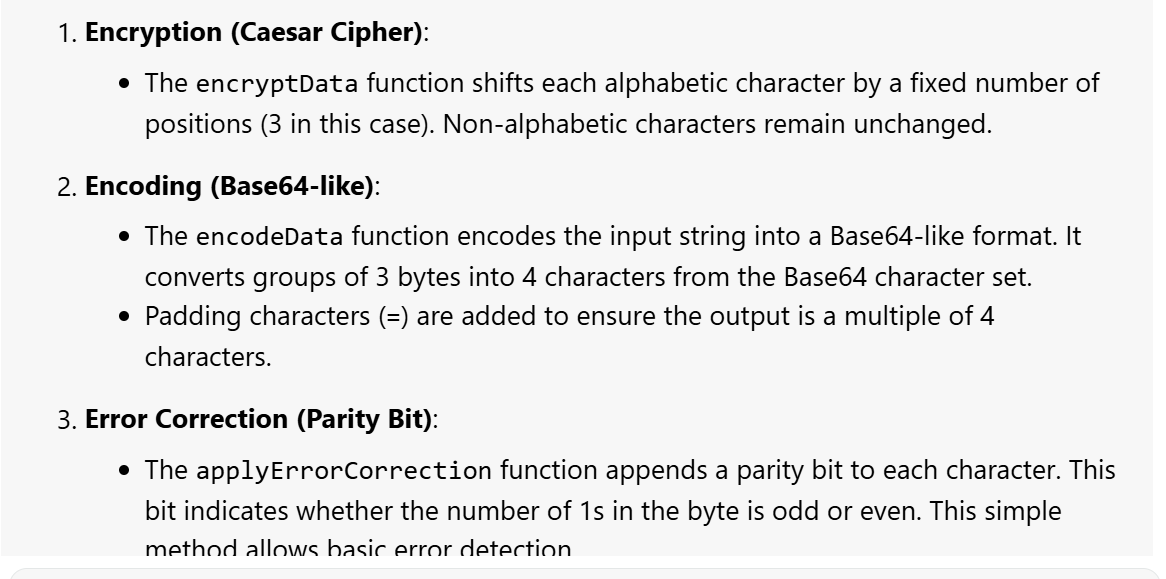 1. Encryption (Caesar Cipher):
• The encryptData function shifts each alphabetic character by a fixed number of
positions (3 in this case). Non-alphabetic characters remain unchanged.
2. Encoding (Base64-like):
• The encodeData function encodes the input string into a Base64-like format. It
converts groups of 3 bytes into 4 characters from the Base64 character set.
• Padding characters (=) are added to ensure the output is a multiple of 4
characters.
3. Error Correction (Parity Bit):
• The applyErrorCorrection function appends a parity bit to each character. This
bit indicates whether the number of 1s in the byte is odd or even. This simple
method allows basic error detection